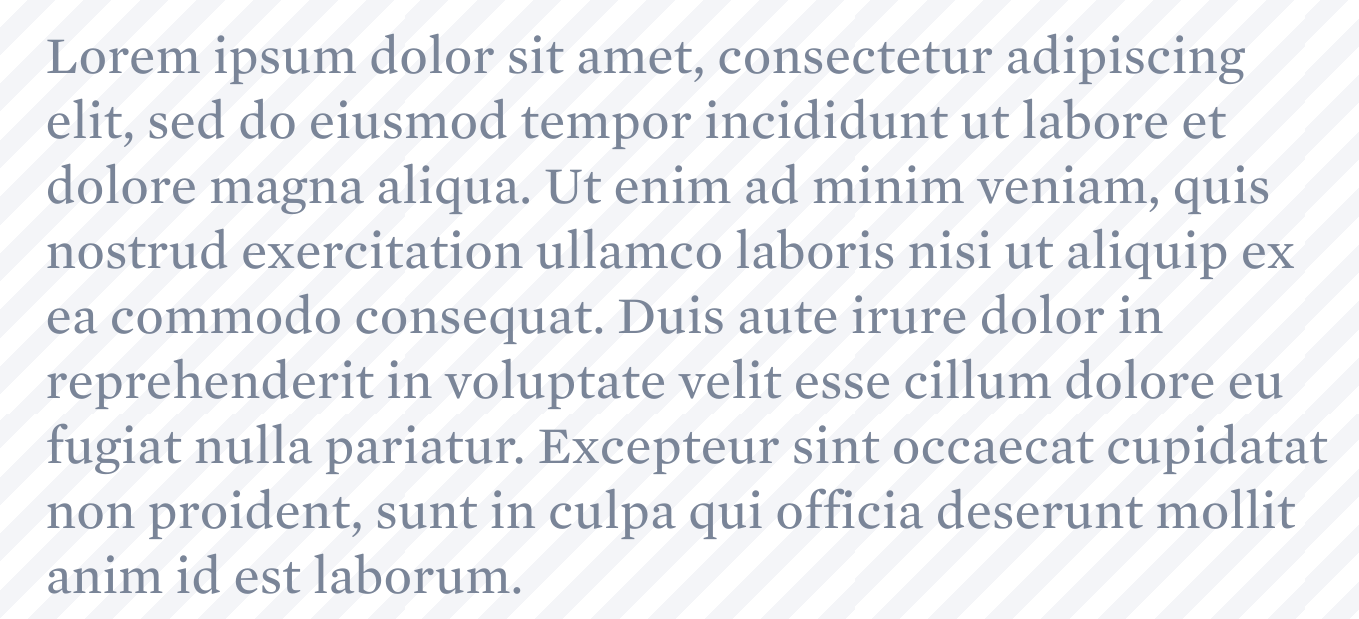 Lorem ipsum dolor sit amet, consectetur adipiscing
elit, sed do eiusmod tempor incididunt ut labore et
dolore magna aliqua. Ut enim ad minim veniam, quis
nostrud exercitation ullamco laboris nisi ut aliquip ex
ea commodo consequat. Duis aute irure dolor in
reprehenderit in voluptate velit esse cillum dolore eu
fugiat nulla pariatur. Excepteur sint occaecat cupidatat
non proident, sunt in culpa qui officia deserunt mollit
anim id est laborum.